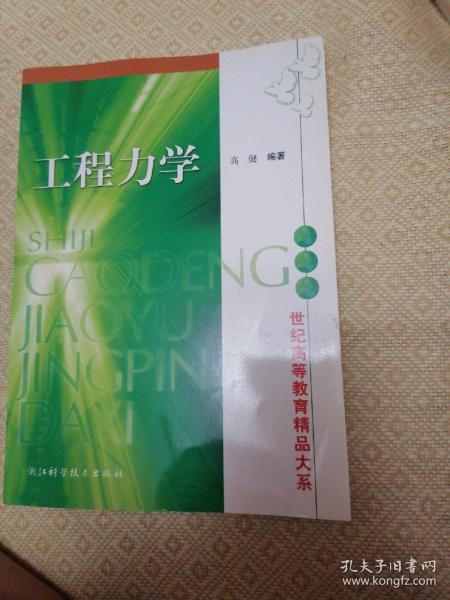 工程力学
高健 编著
SHIJI
GAODENG
JIAOYU
JINGPIN
DAXI
世纪高等教育精品大系
浙江科学技术出版社
孔夫子旧书网
www.kongfz.com